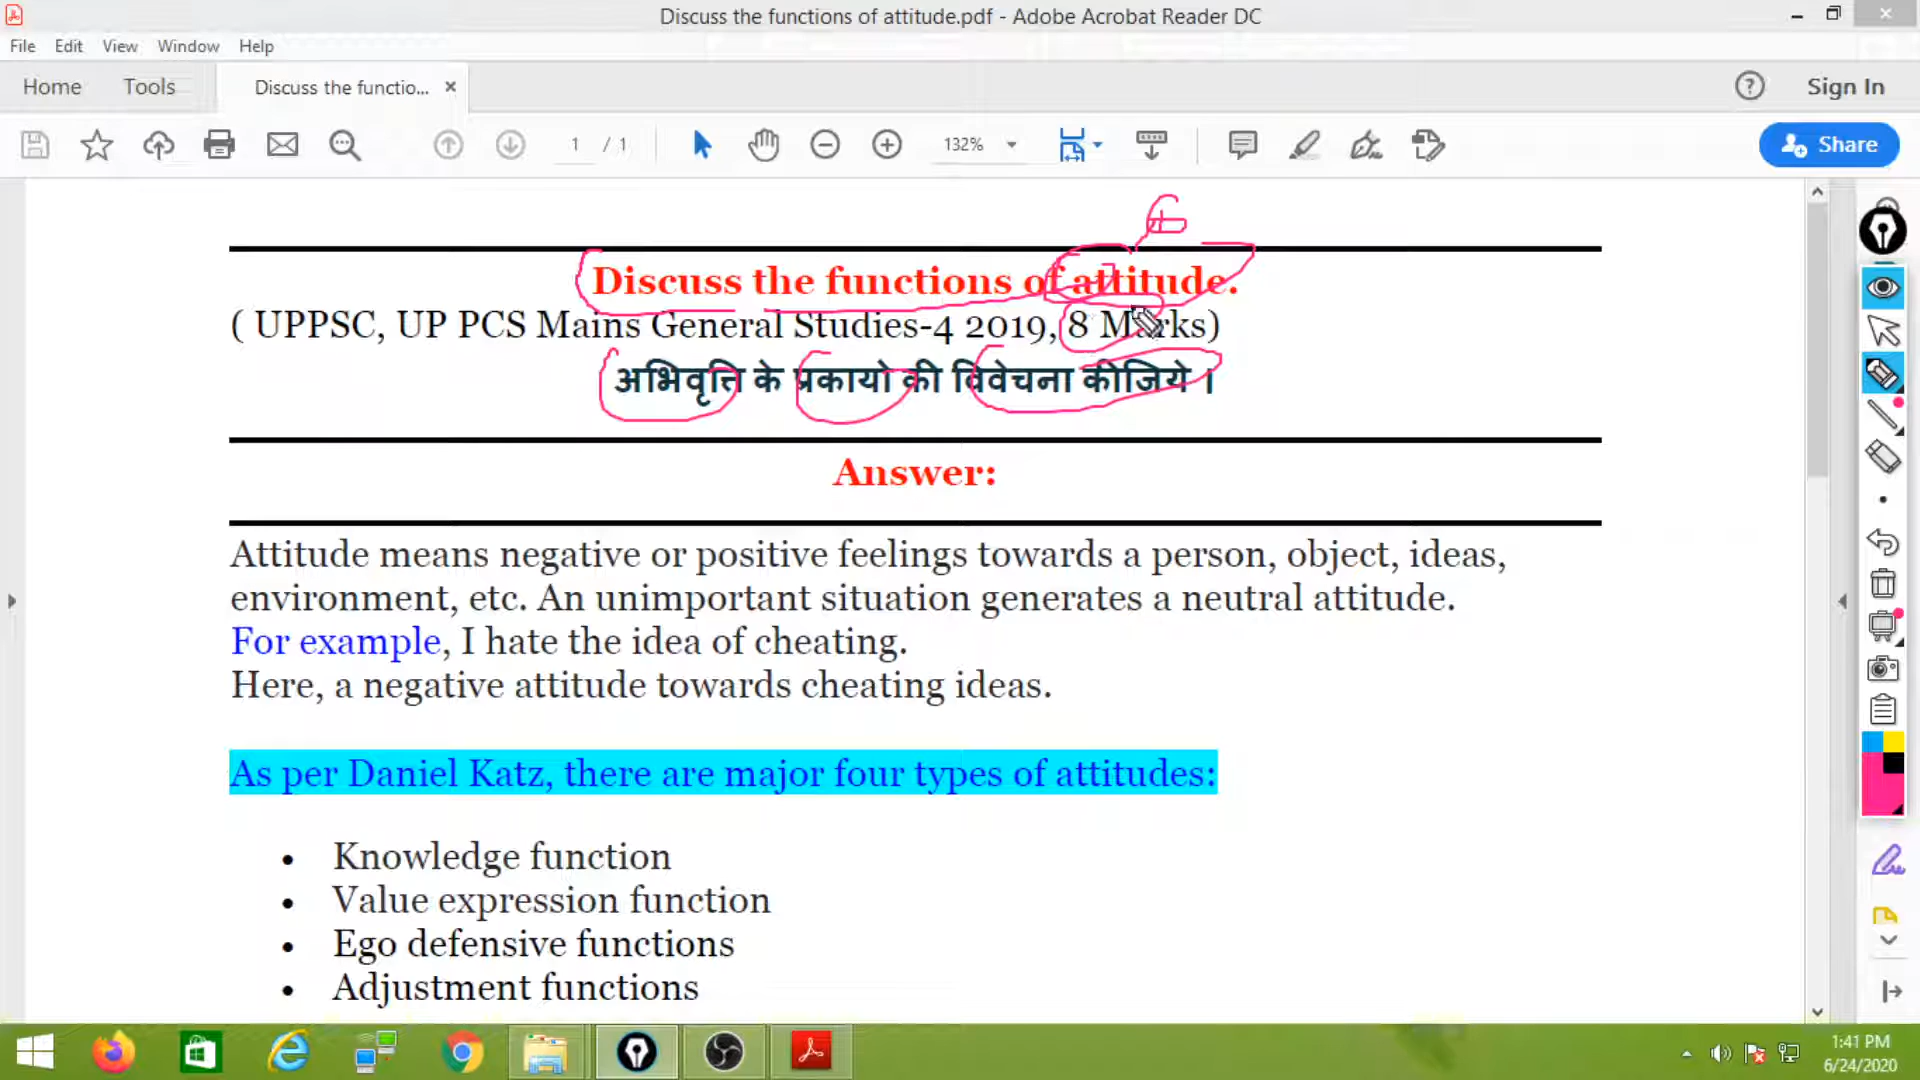 Discuss the functions of attitude.pdf - Adobe Acrobat Reader DC
File Edit View Window Help
Home Tools Discuss the functio... × Sign In
1 / 1 132% Share
6
Discuss the functions of attitude.
( UPPSC, UP PCS Mains General Studies-4 2019, 8 Marks)
अभिवृत्ति के प्रकायो की विवेचना कीजिये ।
Answer:
Attitude means negative or positive feelings towards a person, object, ideas,
environment, etc. An unimportant situation generates a neutral attitude.
For example, I hate the idea of cheating.
Here, a negative attitude towards cheating ideas.
As per Daniel Katz, there are major four types of attitudes:
• Knowledge function
• Value expression function
• Ego defensive functions
• Adjustment functions
1:41 PM
6/24/2020